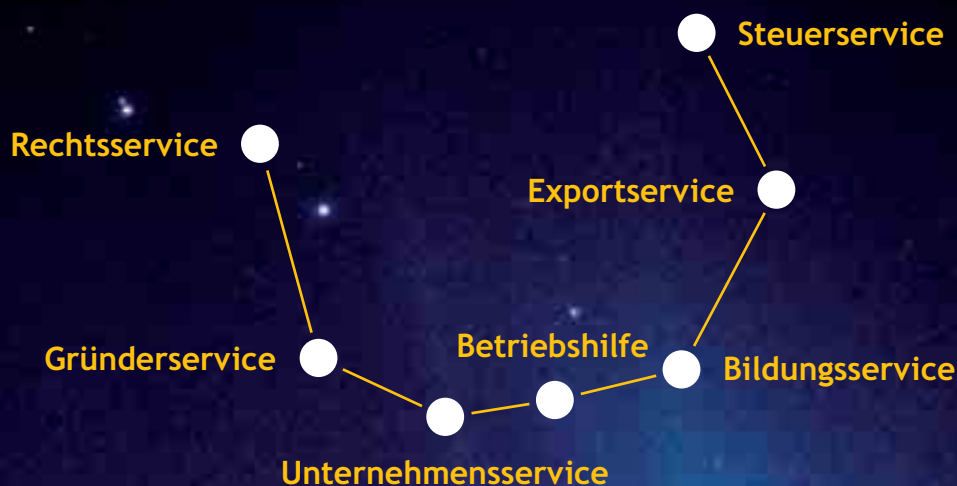 Steuerservice
Rechtsservice
Exportservice
Betriebshilfe
Gründerservice
Bildungsservice
Unternehmensservice